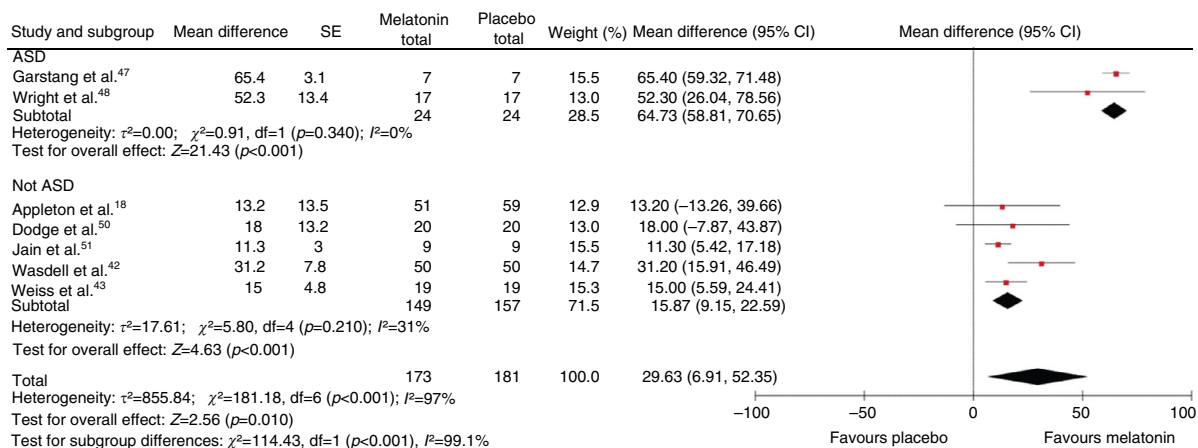 Study and subgroup Mean difference SE Melatonin total Placebo total Weight (%) Mean difference (95% CI) Mean difference (95% CI)
ASD
Garstang et al.47 65.4 3.1 7 7 15.5 65.40 (59.32, 71.48)
Wright et al.48 52.3 13.4 17 17 13.0 52.30 (26.04, 78.56)
Subtotal 24 24 28.5 64.73 (58.81, 70.65)
Heterogeneity: τ²=0.00; χ²=0.91, df=1 (p=0.340); I²=0%
Test for overall effect: Z=21.43 (p<0.001)
Not ASD
Appleton et al.18 13.2 13.5 51 59 12.9 13.20 (–13.26, 39.66)
Dodge et al.50 18 13.2 20 20 13.0 18.00 (–7.87, 43.87)
Jain et al.51 11.3 3 9 9 15.5 11.30 (5.42, 17.18)
Wasdell et al.42 31.2 7.8 50 50 14.7 31.20 (15.91, 46.49)
Weiss et al.43 15 4.8 19 19 15.3 15.00 (5.59, 24.41)
Subtotal 149 157 71.5 15.87 (9.15, 22.59)
Heterogeneity: τ²=17.61; χ²=5.80, df=4 (p=0.210); I²=31%
Test for overall effect: Z=4.63 (p<0.001)
Total 173 181 100.0 29.63 (6.91, 52.35)
Heterogeneity: τ²=855.84; χ²=181.18, df=6 (p<0.001); I²=97%
Test for overall effect: Z=2.56 (p=0.010)
Test for subgroup differences: χ²=114.43, df=1 (p<0.001), I²=99.1%
–100 –50 0 50 100
Favours placebo Favours melatonin